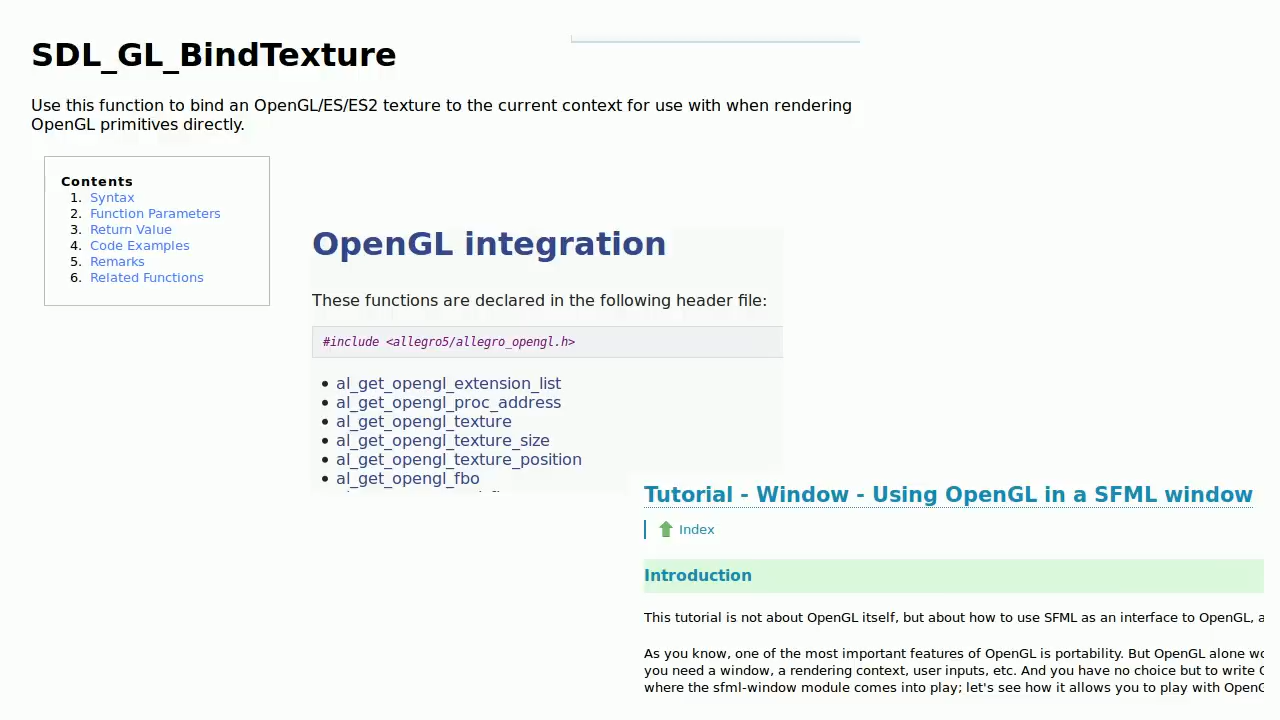 SDL_GL_BindTexture
Use this function to bind an OpenGL/ES/ES2 texture to the current context for use with when rendering
OpenGL primitives directly.
Contents
1. Syntax
2. Function Parameters
3. Return Value
4. Code Examples
5. Remarks
6. Related Functions
OpenGL integration
These functions are declared in the following header file:
#include <allegro5/allegro_opengl.h>
• al_get_opengl_extension_list
• al_get_opengl_proc_address
• al_get_opengl_texture
• al_get_opengl_texture_size
• al_get_opengl_texture_position
• al_get_opengl_fbo
Tutorial - Window - Using OpenGL in a SFML window
Index
Introduction
This tutorial is not about OpenGL itself, but about how to use SFML as an interface to OpenGL,
As you know, one of the most important features of OpenGL is portability. But OpenGL alone
you need a window, a rendering context, user inputs, etc. And you have no choice but to write
where the sfml-window module comes into play; let's see how it allows you to play with